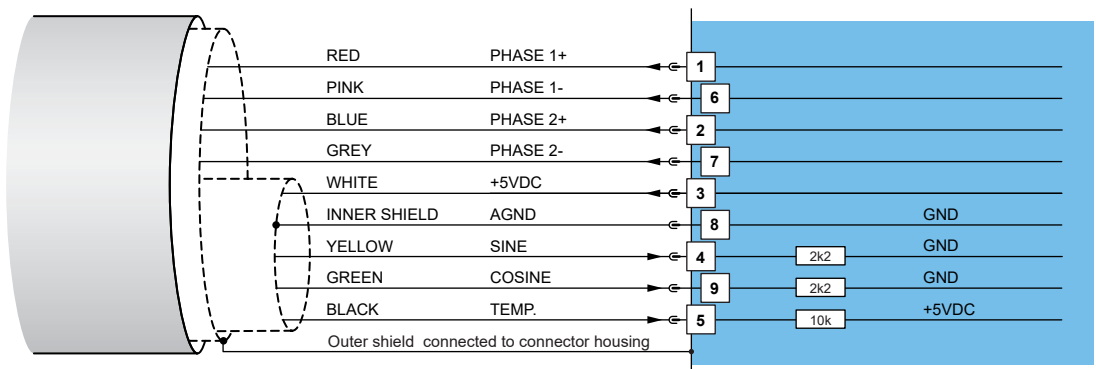 RED PHASE 1+ 1
PINK PHASE 1- 6
BLUE PHASE 2+ 2
GREY PHASE 2- 7
WHITE +5VDC 3
INNER SHIELD AGND 8 GND
YELLOW SINE 4 2k2 GND
GREEN COSINE 9 2k2 GND
BLACK TEMP. 5 10k +5VDC
Outer shield connected to connector housing